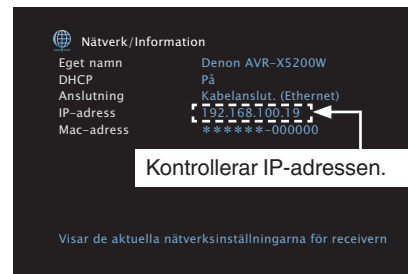 Nätverk/Information
Eget namn Denon AVR-X5200W
DHCP På
Anslutning Kabelanslut. (Ethernet)
IP-adress 192.168.100.19
Mac-adress ******-000000
Kontrollerar IP-adressen.
Visar de aktuella nätverksinställningarna för receivern